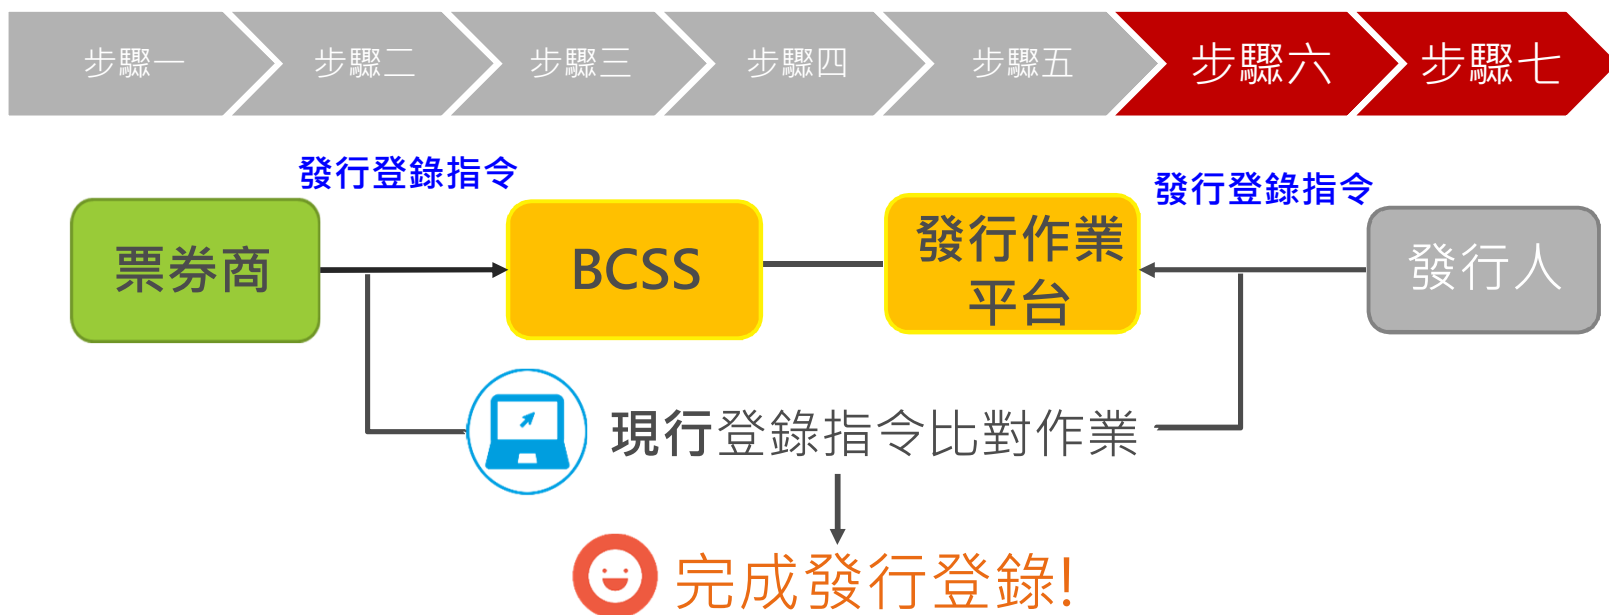 步驟一
步驟二
步驟三
步驟四
步驟五
步驟六
步驟七
發行登錄指令
發行登錄指令
票券商
BCSS
發行作業
平台
發行人
現行登錄指令比對作業
完成發行登錄!